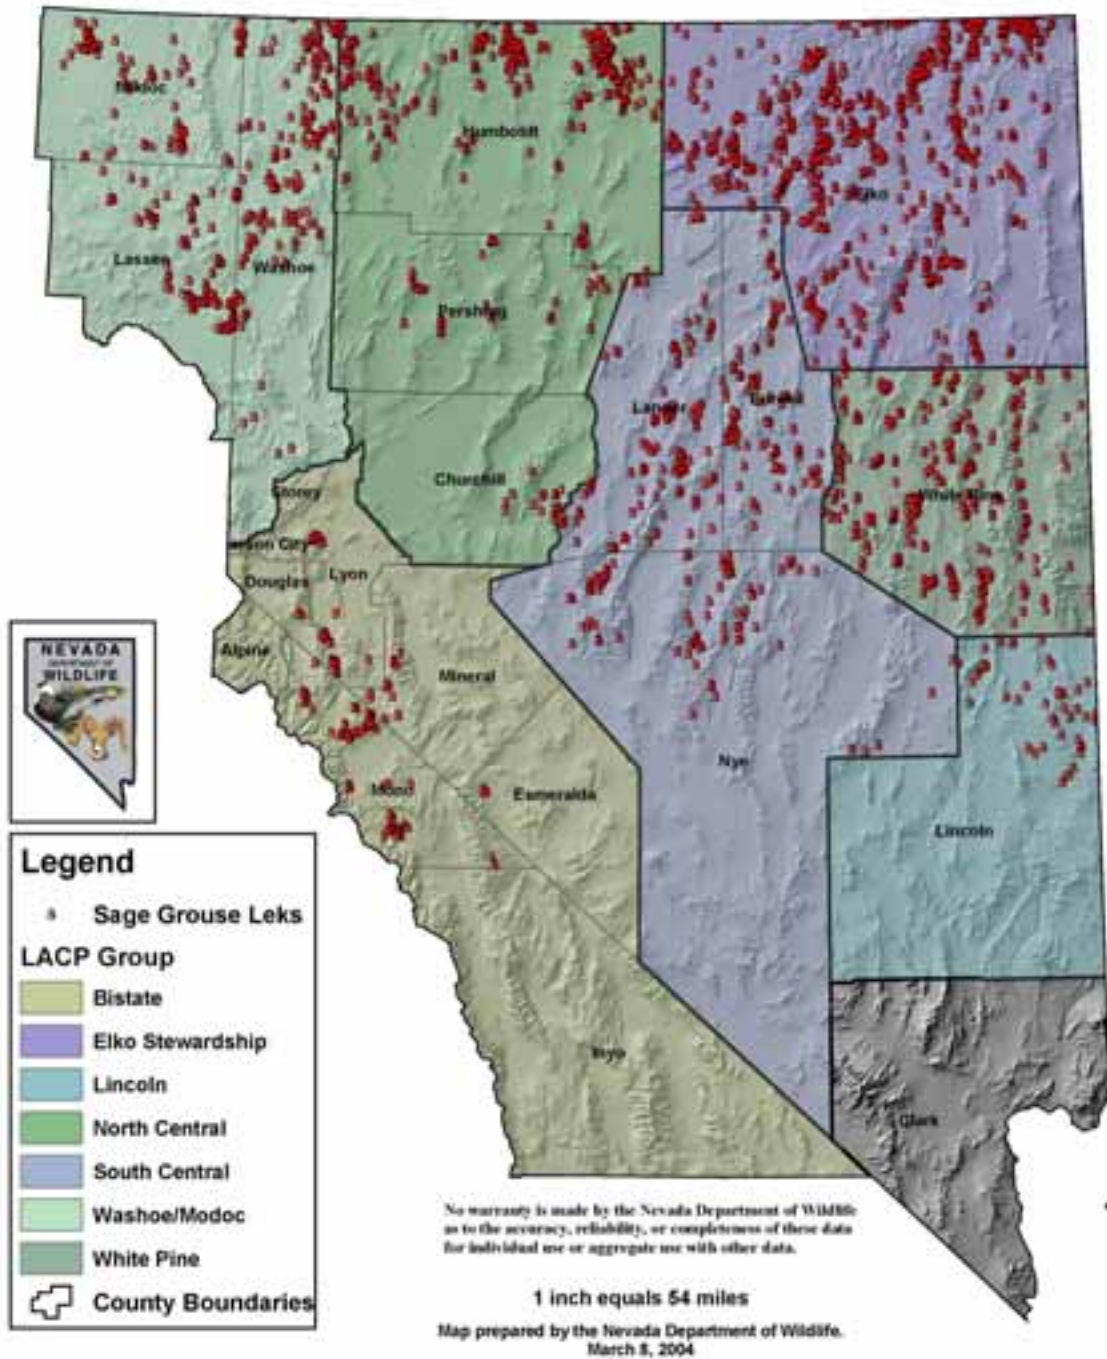 Modoc
Humboldt
Elko
Lassen
Washoe
Pershing
Lander
Eureka
Churchill
White Pine
Storey
Carson City
Douglas
Lyon
Alpine
Mineral
NEVADA
DEPARTMENT OF
WILDLIFE
Nye
Mono
Esmeralda
Lincoln
Inyo
Clark
Legend
Sage Grouse Leks
LACP Group
Bistate
Elko Stewardship
Lincoln
North Central
South Central
Washoe/Modoc
White Pine
County Boundaries
No warranty is made by the Nevada Department of Wildlife
as to the accuracy, reliability, or completeness of these data
for individual use or aggregate use with other data.
1 inch equals 54 miles
Map prepared by the Nevada Department of Wildlife.
March 8, 2004